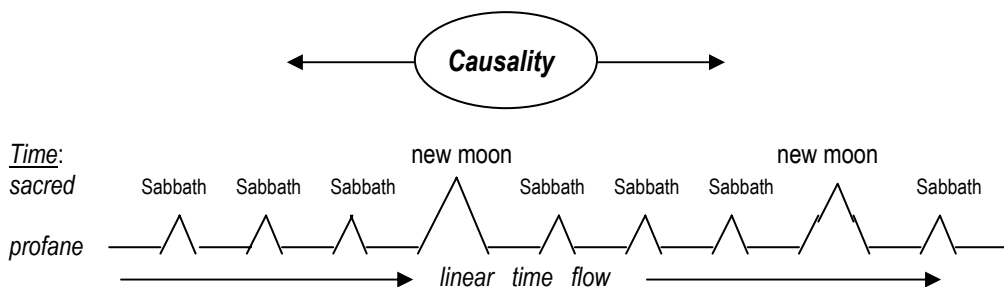 Causality
Time:
new moon new moon
sacred Sabbath Sabbath Sabbath Sabbath Sabbath Sabbath Sabbath
profane
linear time flow